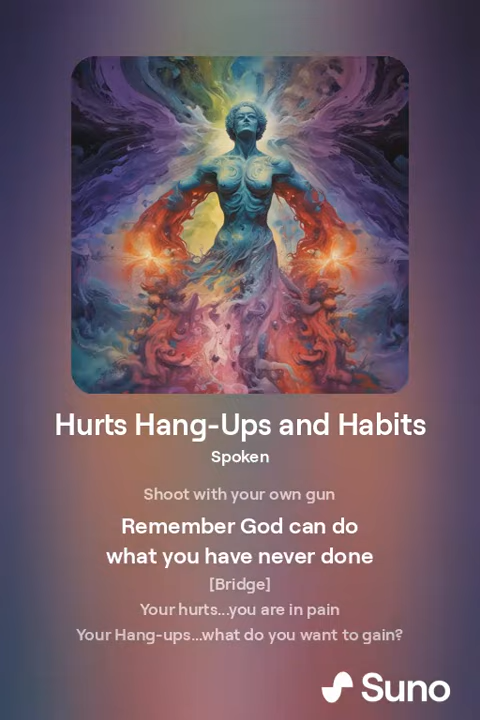 Hurts Hang-Ups and Habits
Spoken
Shoot with your own gun
Remember God can do
what you have never done
[Bridge]
Your hurts...you are in pain
Your Hang-ups...what do you want to gain?
Suno